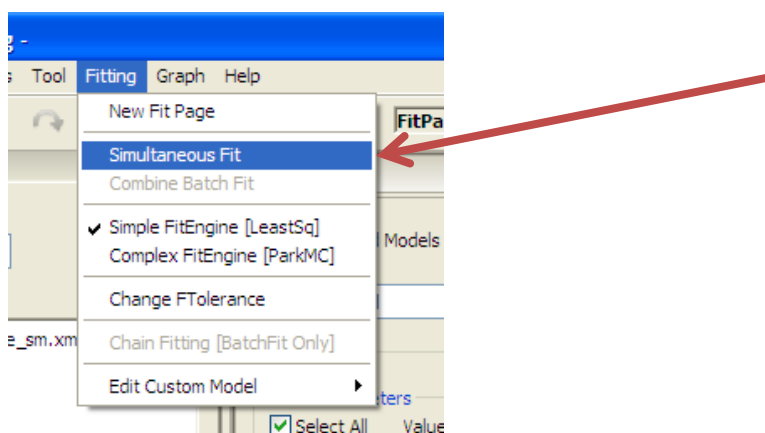 g -
s Tool Fitting Graph Help
New Fit Page
FitPa
Simultaneous Fit
Combine Batch Fit
Simple FitEngine [LeastSq]
l Models
Complex FitEngine [ParkMC]
Change FTolerance
e_sm.xm
Chain Fitting [BatchFit Only]
Edit Custom Model
ters
Select All Value